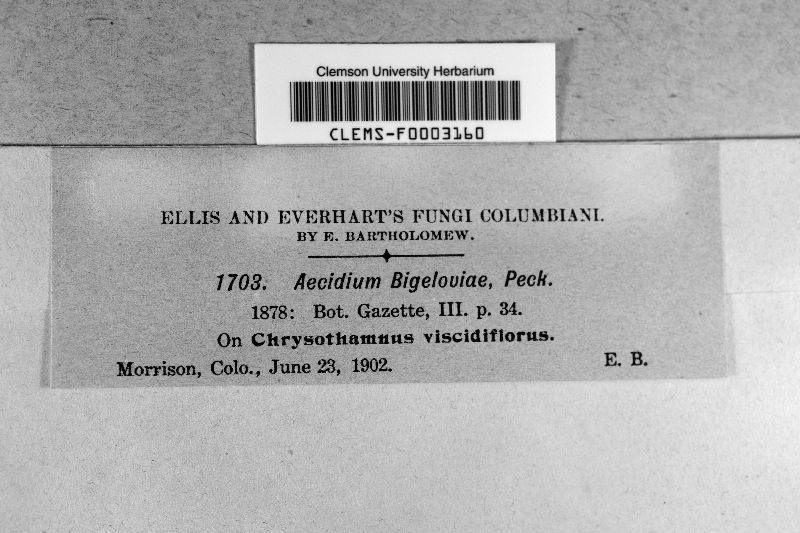 Clemson University Herbarium
CLEMS-F0003160
ELLIS AND EVERHART'S FUNGI COLUMBIANI.
BY E. BARTHOLOMEW.
1703. Aecidium Bigeloviae, Peck.
1878: Bot. Gazette, III. p. 34.
On Chrysothamnus viscidiflorus.
Morrison, Colo., June 23, 1902. E. B.